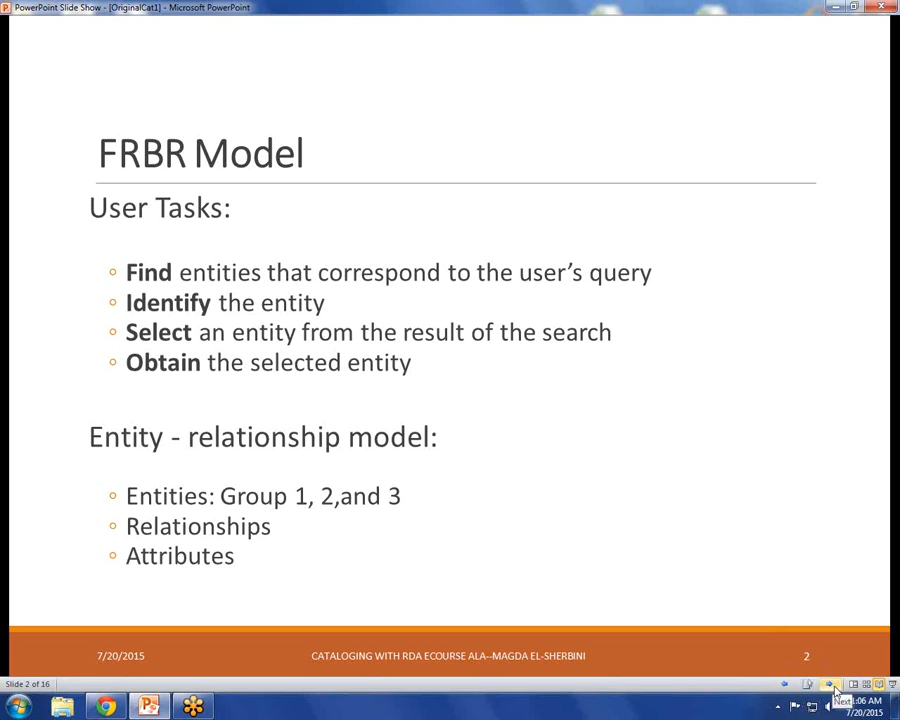 PowerPoint Slide Show - [OriginalCat1] - Microsoft PowerPoint
FRBR Model
User Tasks:
◦ Find entities that correspond to the user's query
◦ Identify the entity
◦ Select an entity from the result of the search
◦ Obtain the selected entity
Entity - relationship model:
◦ Entities: Group 1, 2,and 3
◦ Relationships
◦ Attributes
7/20/2015 CATALOGING WITH RDA ECOURSE ALA--MAGDA EL-SHERBINI 2
Slide 2 of 16
Next
:06 AM
7/20/2015